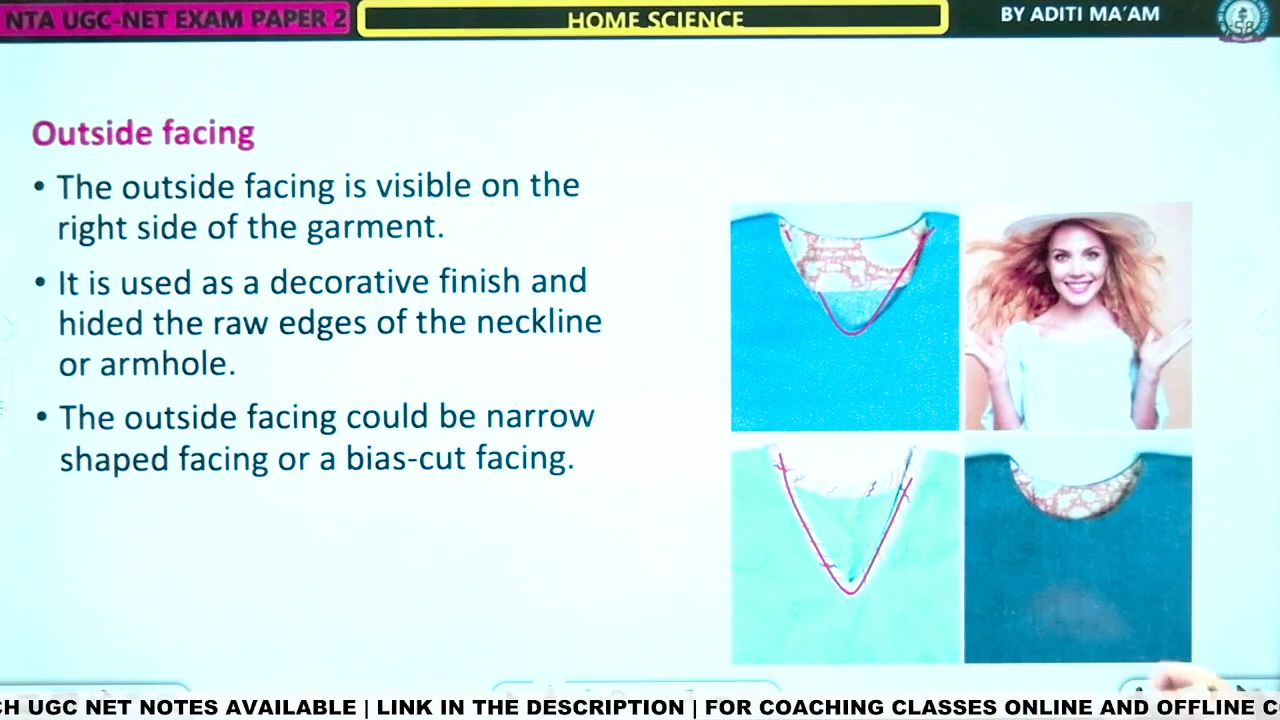 NTA UGC-NET EXAM PAPER 2
HOME SCIENCE
BY ADITI MA'AM
Outside facing
• The outside facing is visible on the
right side of the garment.
• It is used as a decorative finish and
hided the raw edges of the neckline
or armhole.
• The outside facing could be narrow
shaped facing or a bias-cut facing.
UGC NET NOTES AVAILABLE | LINK IN THE DESCRIPTION | FOR COACHING CLASSES ONLINE AND OFFLINE